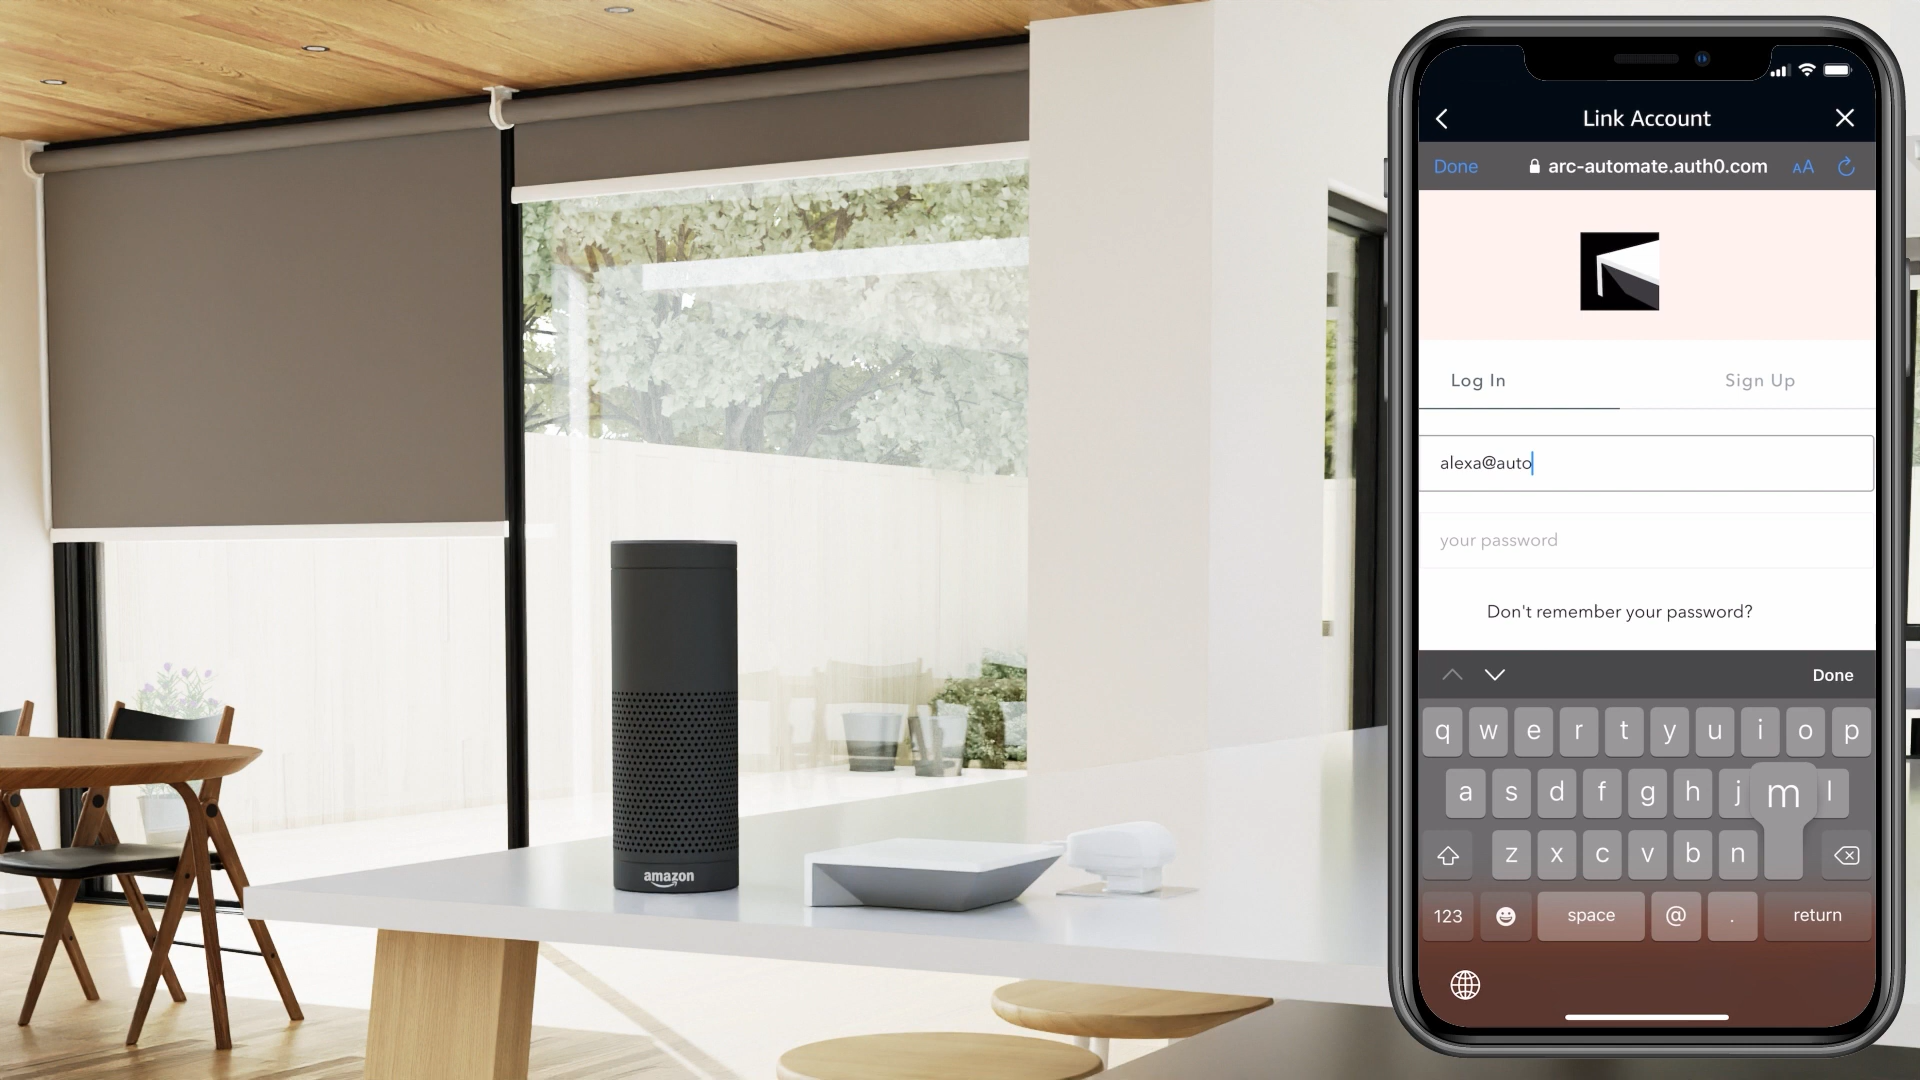 amazon
Link Account
Done
arc-automate.auth0.com
AA
Log In
Sign Up
alexa@auto
your password
Don't remember your password?
Done
q w e r t y u i o p
a s d f g h j m l
z x c v b n
123
space
@
.
return